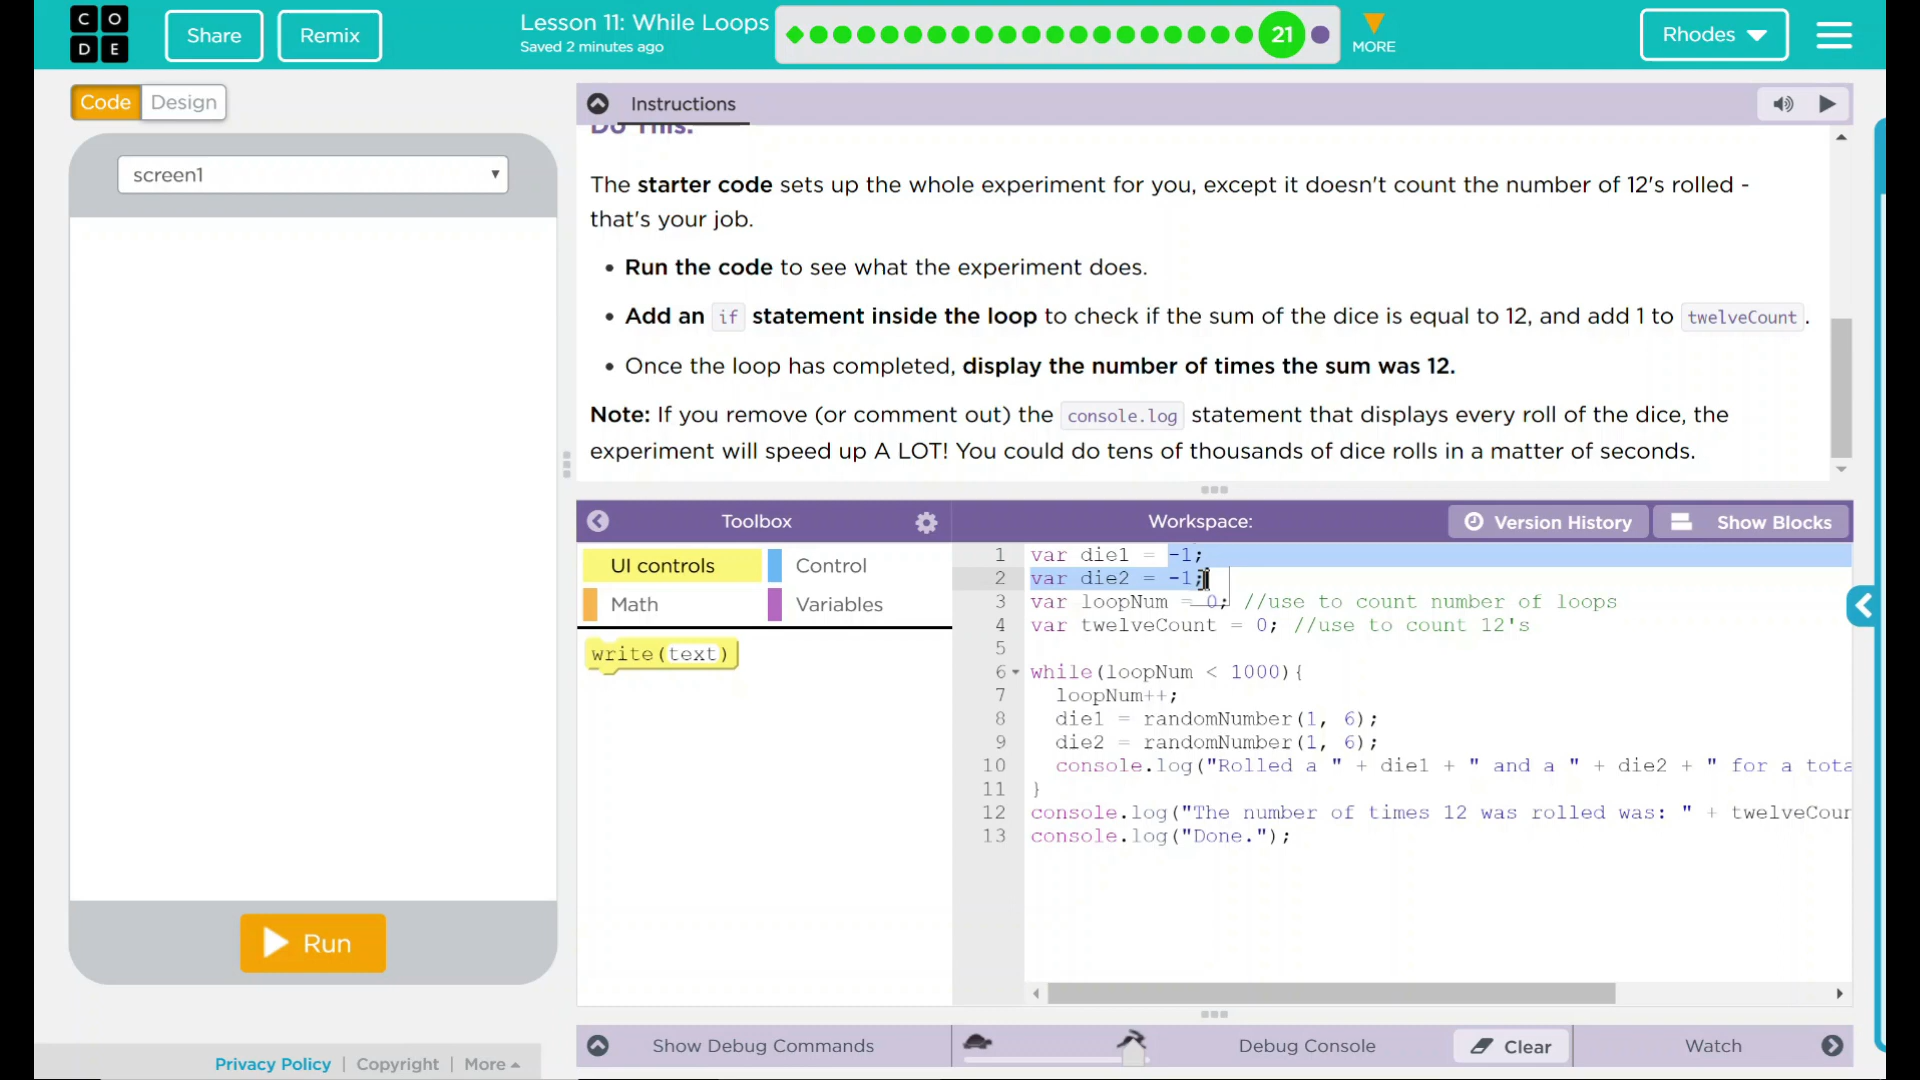 CODE
Share
Remix
Lesson 11: While Loops
Saved 2 minutes ago
21
MORE
Rhodes
Code
Design
screen1
Run
Privacy Policy | Copyright | More
Instructions
Do This:
The starter code sets up the whole experiment for you, except it doesn't count the number of 12's rolled -
that's your job.
• Run the code to see what the experiment does.
• Add an if statement inside the loop to check if the sum of the dice is equal to 12, and add 1 to twelveCount.
• Once the loop has completed, display the number of times the sum was 12.
Note: If you remove (or comment out) the console.log statement that displays every roll of the dice, the
experiment will speed up A LOT! You could do tens of thousands of dice rolls in a matter of seconds.
Toolbox
Workspace:
Version History
Show Blocks
UI controls
Control
Math
Variables
write(text)
1 var die1 = -1;
2 var die2 = -1;
3 var loopNum = 0; //use to count number of loops
4 var twelveCount = 0; //use to count 12's
5
6 while(loopNum < 1000){
7 loopNum++;
8 die1 = randomNumber(1, 6);
9 die2 = randomNumber(1, 6);
10 console.log("Rolled a " + die1 + " and a " + die2 + " for a tota
11 }
12 console.log("The number of times 12 was rolled was: " + twelveCour
13 console.log("Done.");
Show Debug Commands
Debug Console
Clear
Watch